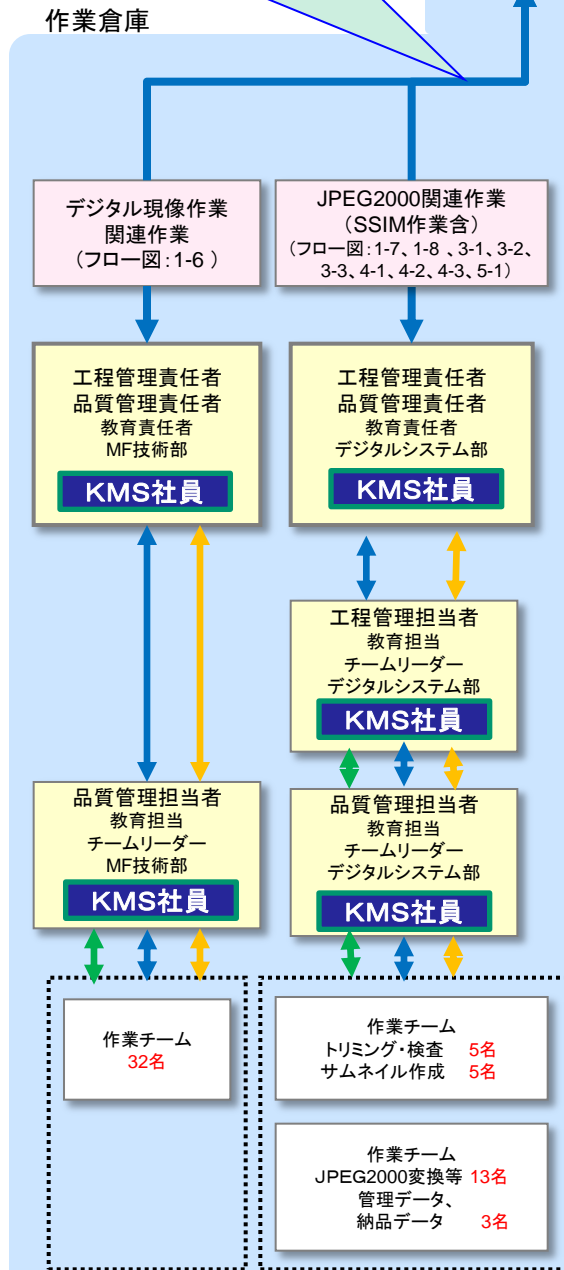 作業倉庫
デジタル現像作業
関連作業
（フロー図：1-6 ）
工程管理責任者
品質管理責任者
教育責任者
MF技術部
KMS社員
品質管理担当者
教育担当
チームリーダー
MF技術部
KMS社員
作業チーム
32名
JPEG2000関連作業
（SSIM作業含）
（フロー図：1-7、1-8 、3-1、3-2、
3-3、4-1、4-2、4-3、5-1）
工程管理責任者
品質管理責任者
教育責任者
デジタルシステム部
KMS社員
工程管理担当者
教育担当
チームリーダー
デジタルシステム部
KMS社員
品質管理担当者
教育担当
チームリーダー
デジタルシステム部
KMS社員
作業チーム
トリミング・検査 5名
サムネイル作成 5名
作業チーム
JPEG2000変換等 13名
管理データ、
納品データ 3名